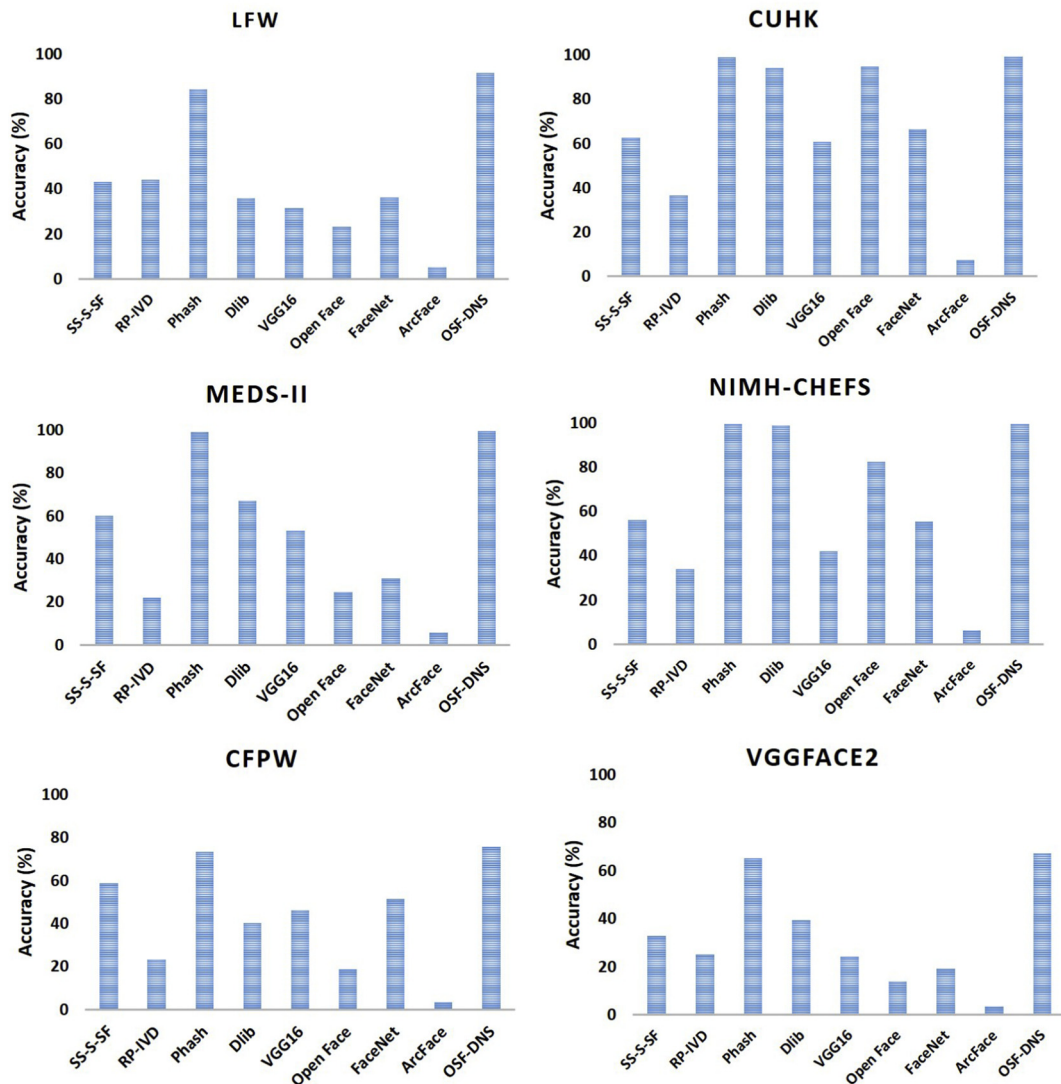 LFW
Accuracy (%)
100
80
60
40
20
0
SS-S-SF
RP-IVD
Phash
Dlib
VGG16
Open Face
FaceNet
ArcFace
OSF-DNS
CUHK
Accuracy (%)
100
80
60
40
20
0
SS-S-SF
RP-IVD
Phash
Dlib
VGG16
Open Face
FaceNet
ArcFace
OSF-DNS
MEDS-II
Accuracy (%)
100
80
60
40
20
0
SS-S-SF
RP-IVD
Phash
Dlib
VGG16
Open Face
FaceNet
ArcFace
OSF-DNS
NIMH-CHEFS
Accuracy (%)
100
80
60
40
20
0
SS-S-SF
RP-IVD
Phash
Dlib
VGG16
Open Face
FaceNet
ArcFace
OSF-DNS
CFPW
Accuracy (%)
100
80
60
40
20
0
SS-S-SF
RP-IVD
Phash
Dlib
VGG16
Open Face
FaceNet
ArcFace
OSF-DNS
VGGFACE2
Accuracy (%)
100
80
60
40
20
0
SS-S-SF
RP-IVD
Phash
Dlib
VGG16
Open Face
FaceNet
ArcFace
OSF-DNS